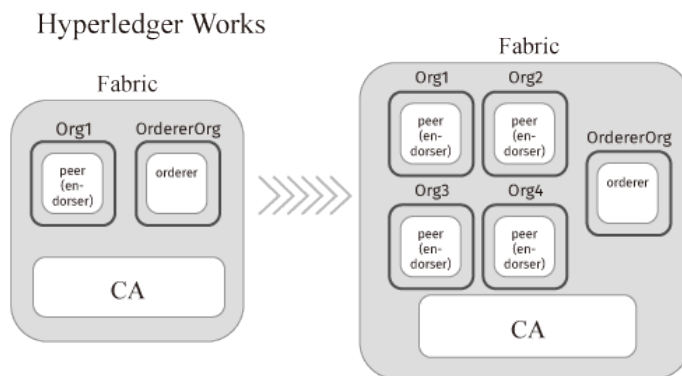 Hyperledger Works
Fabric
Org1
OrdererOrg
peer
(en-
dorser)
orderer
CA
Fabric
Org1
Org2
peer
(en-
dorser)
peer
(en-
dorser)
OrdererOrg
orderer
Org3
Org4
peer
(en-
dorser)
peer
(en-
dorser)
CA